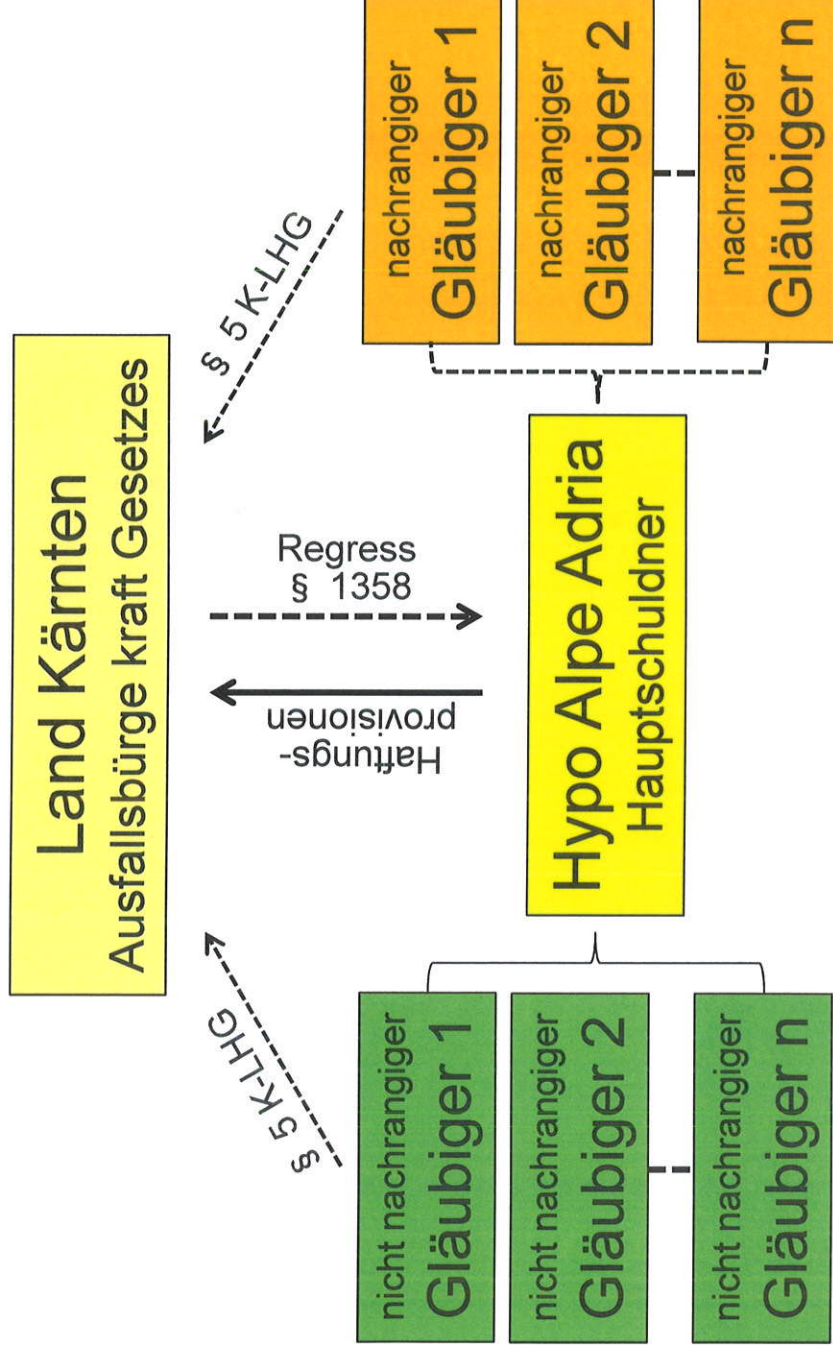 Land Kärnten
Ausfallsbürge kraft Gesetzes
§ 5 K-LHG
Haftungs-
provisionen
Regress
§ 1358
§ 5 K-LHG
nicht nachrangiger
Gläubiger 1
nicht nachrangiger
Gläubiger 2
nicht nachrangiger
Gläubiger n
Hypo Alpe Adria
Hauptschuldner
nachrangiger
Gläubiger 1
nachrangiger
Gläubiger 2
nachrangiger
Gläubiger n